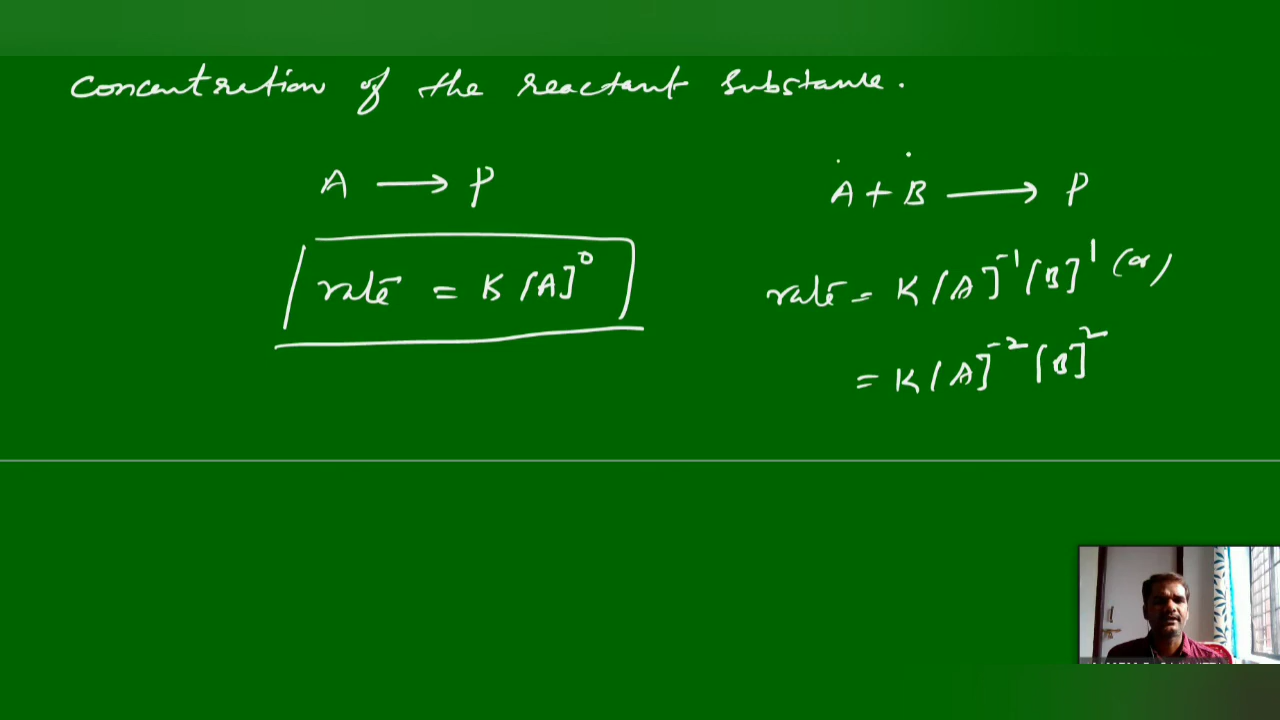 concentration of the reactant substance.
A ⟶ P
rate = K [A]⁰
A + B ⟶ P
rate = K [A]⁻¹ [B]¹ (or)
= K [A]⁻² [B]²